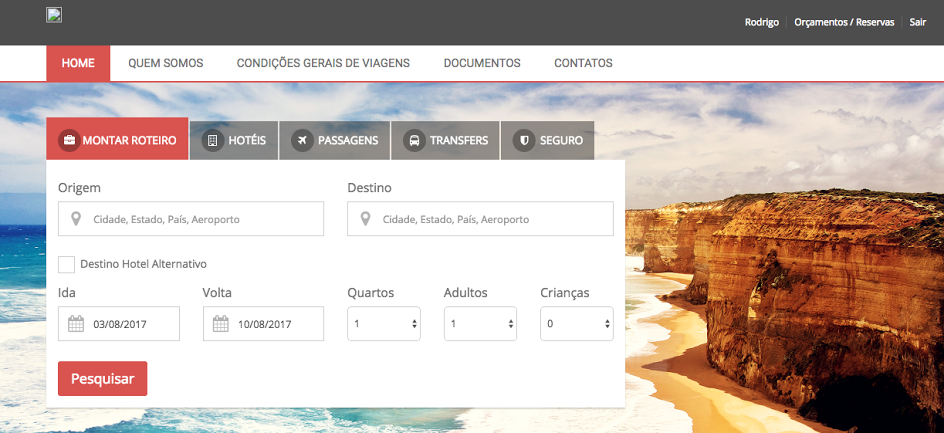 Rodrigo Orçamentos / Reservas Sair
HOME QUEM SOMOS CONDIÇÕES GERAIS DE VIAGENS DOCUMENTOS CONTATOS
MONTAR ROTEIRO HOTÉIS PASSAGENS TRANSFERS SEGURO
Origem Destino
Cidade, Estado, País, Aeroporto Cidade, Estado, País, Aeroporto
Destino Hotel Alternativo
Ida Volta Quartos Adultos Crianças
03/08/2017 10/08/2017 1 1 0
Pesquisar